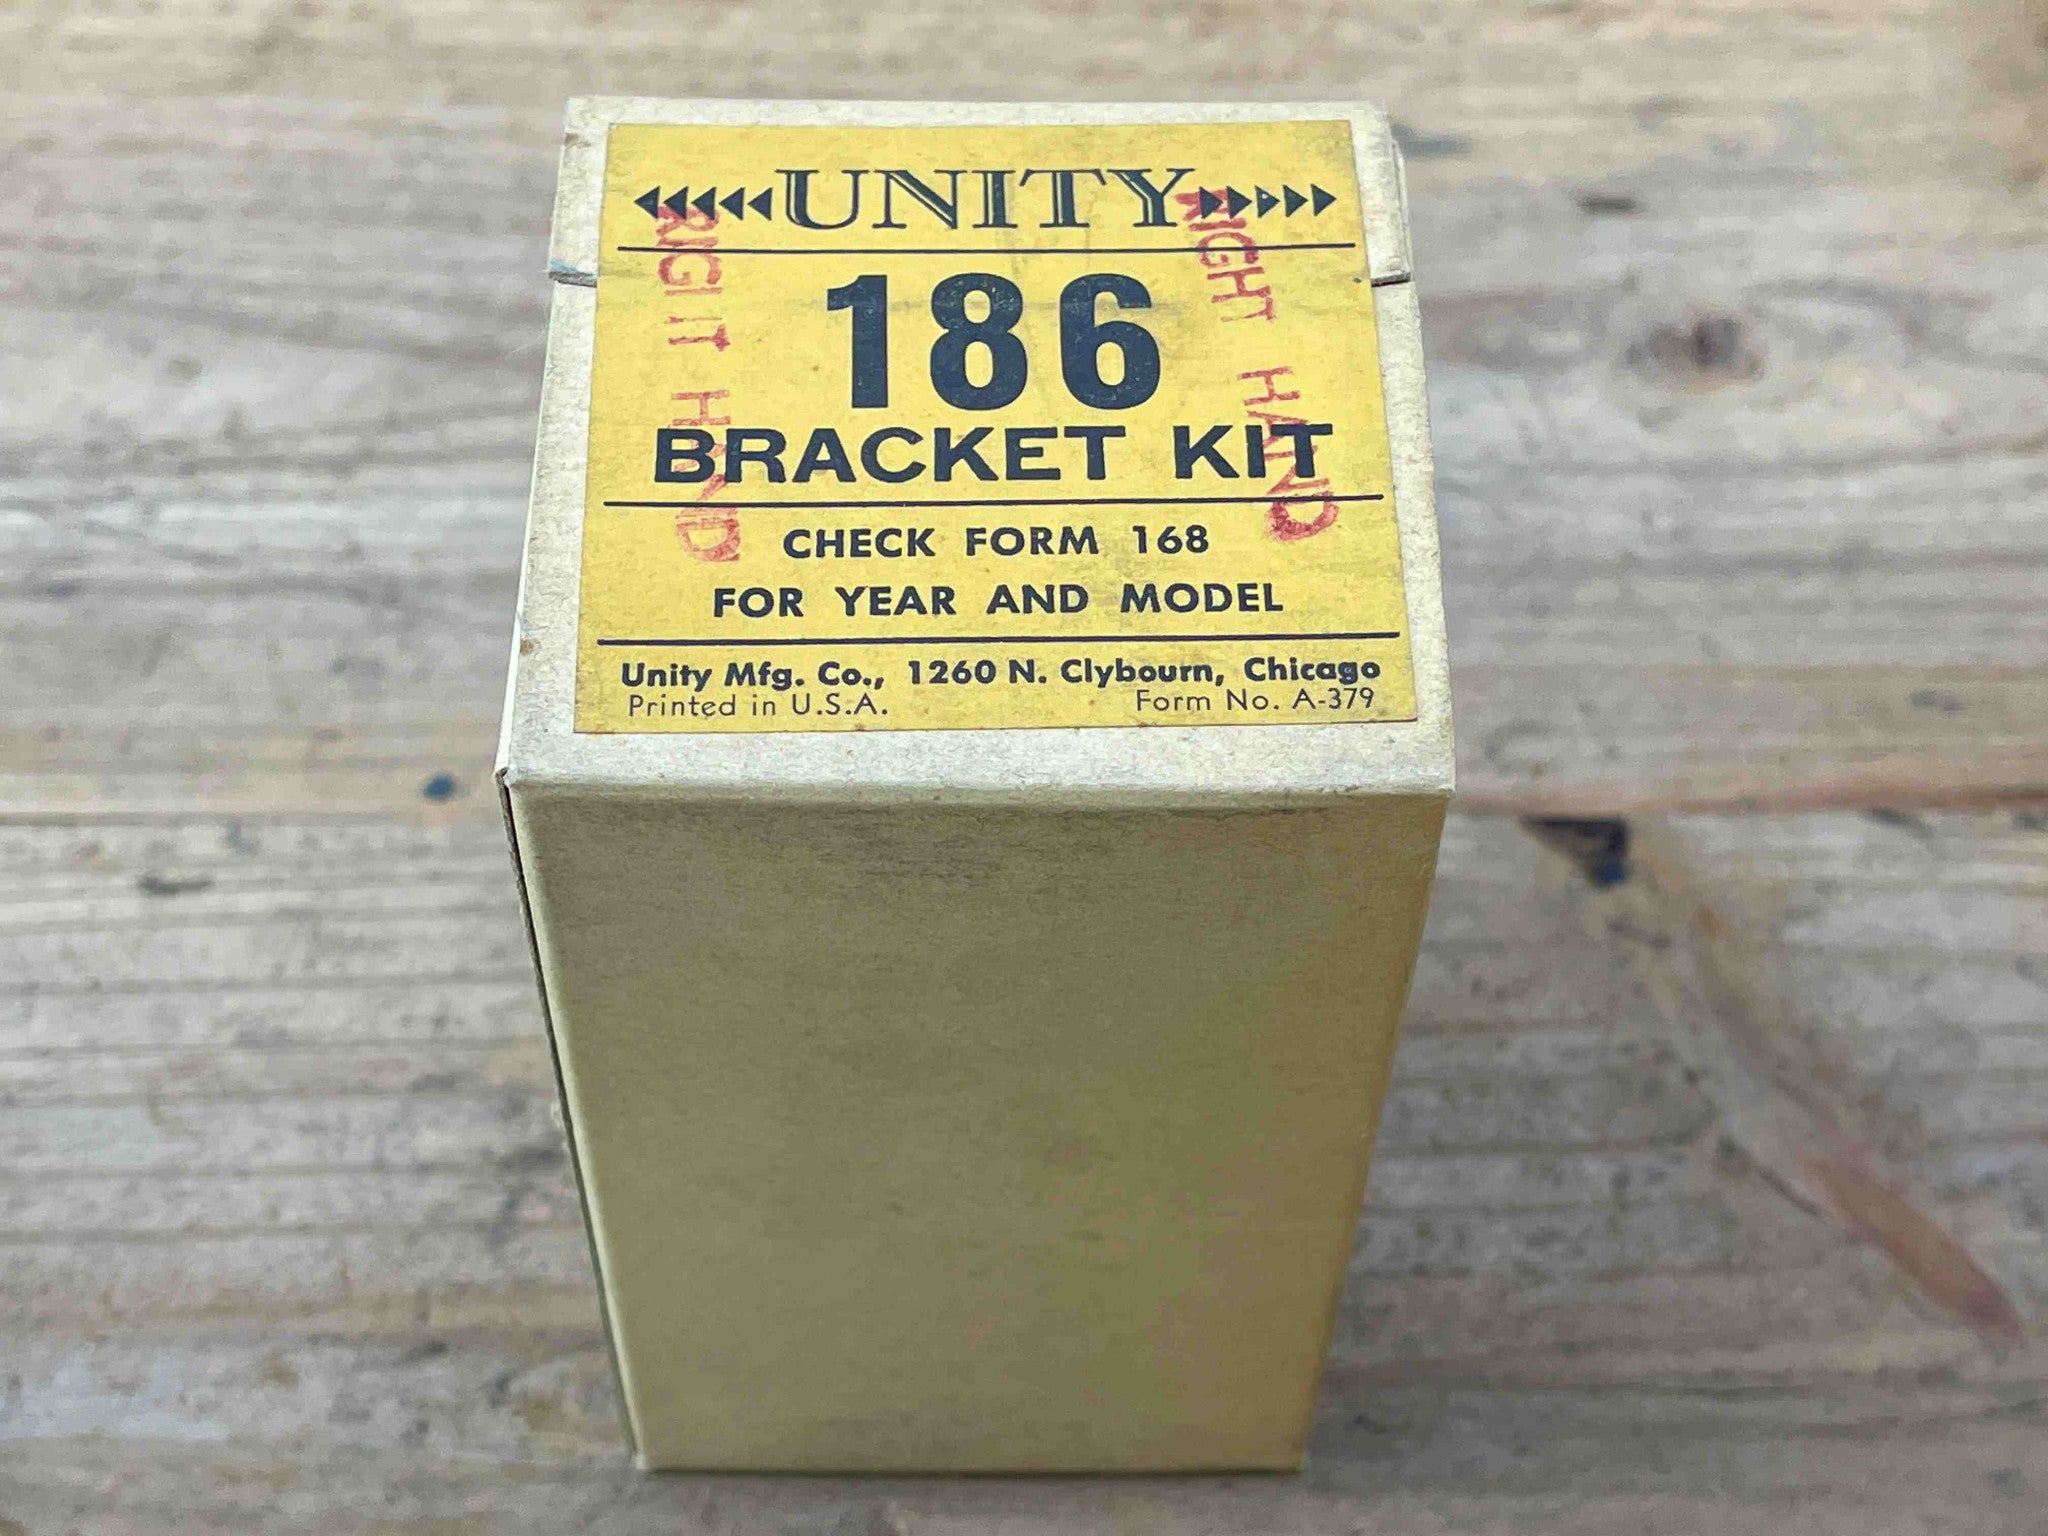 UNITY
186
BRACKET KIT
CHECK FORM 168
FOR YEAR AND MODEL
Unity Mfg. Co., 1260 N. Clybourn, Chicago
Printed in U.S.A. Form No. A-379
RIGHT HAND
RIGHT HAND